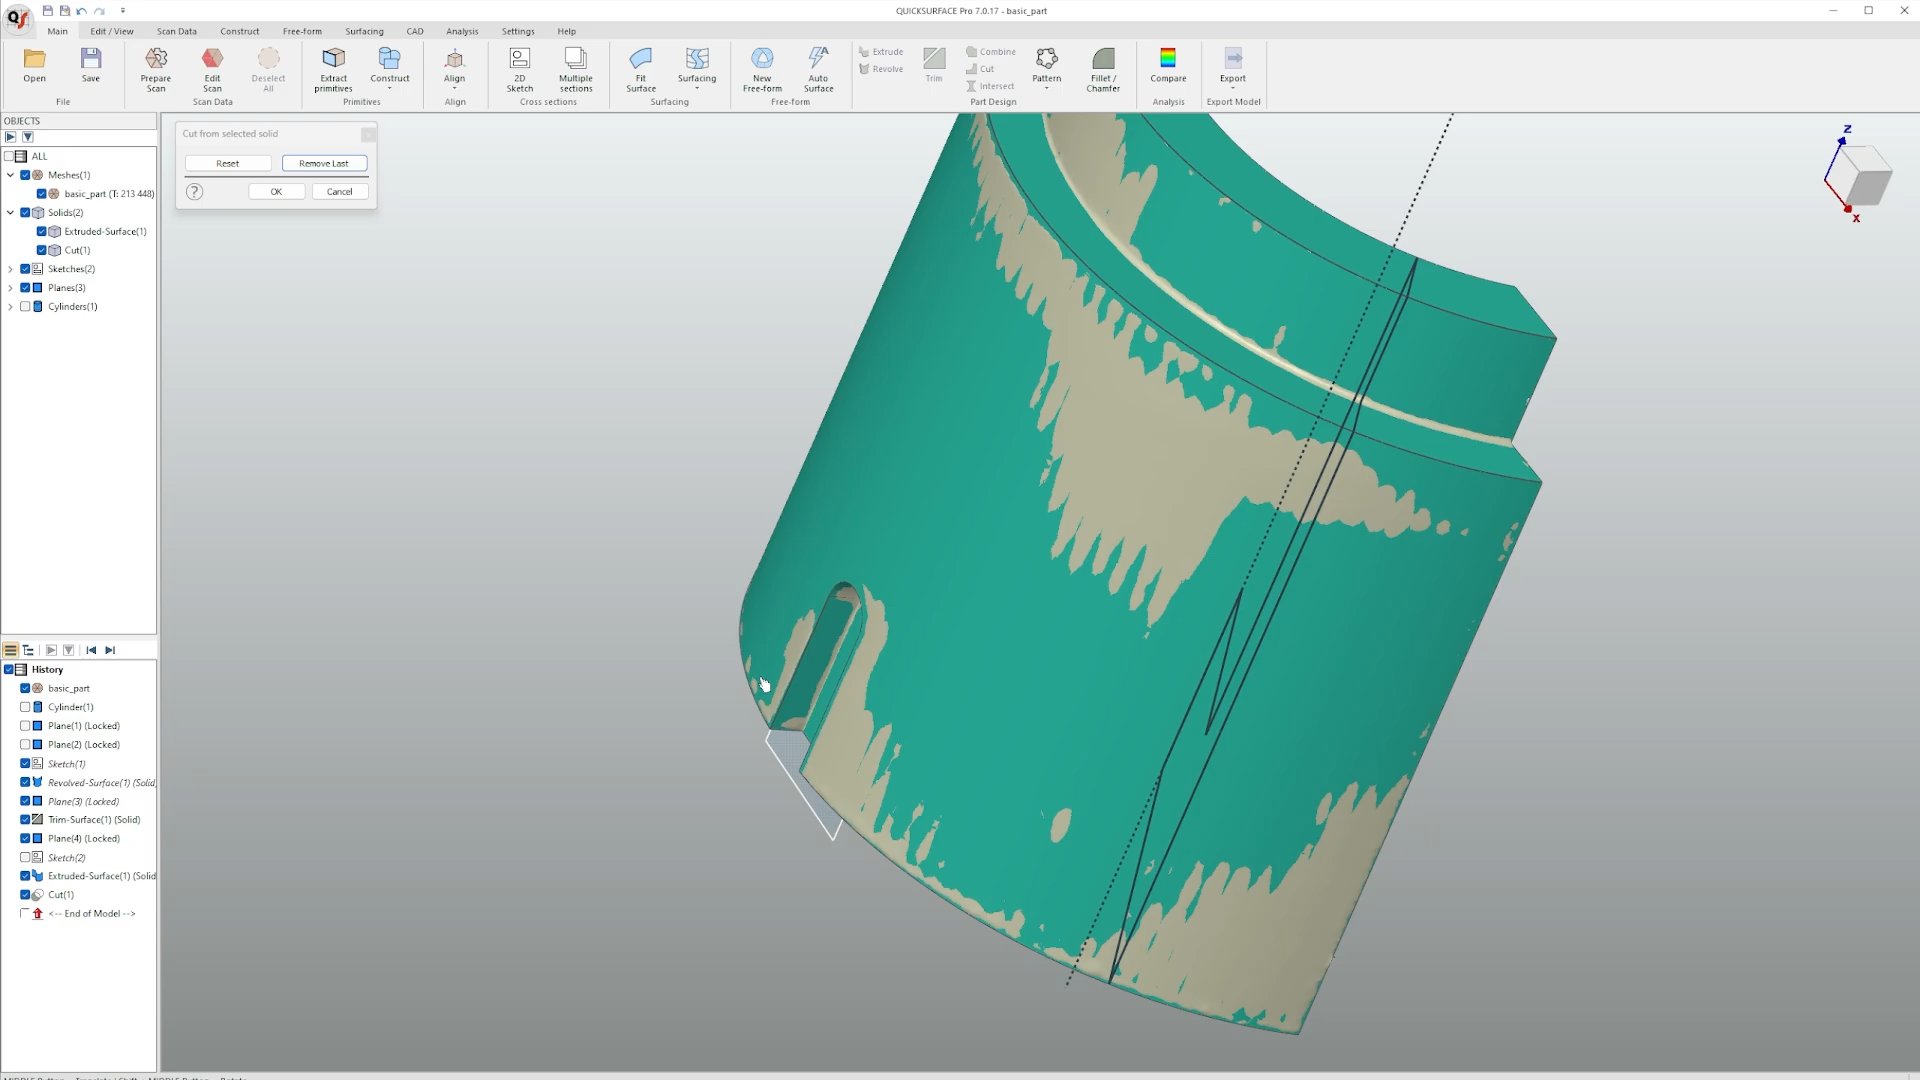 QUICKSURFACE Pro 7.0.17 - basic_part
QS
Main Edit / View Scan Data Construct Free-form Surfacing CAD Analysis Settings Help
Open
Save
File
Prepare Scan
Edit Scan
Deselect All
Scan Data
Extract primitives
Construct
Primitives
Align
Align
2D Sketch
Multiple sections
Cross sections
Fit Surface
Surfacing
Surfacing
New Free-form
Auto Surface
Free-form
Extrude
Revolve
Trim
Combine
Cut
Intersect
Pattern
Fillet / Chamfer
Part Design
Compare
Analysis
Export
Export Model
OBJECTS
ALL
Meshes(1)
basic_part (T: 213 448)
Solids(2)
Extruded-Surface(1)
Cut(1)
Sketches(2)
Planes(3)
Cylinders(1)
Cut from selected solid
Reset
Remove Last
?
OK
Cancel
Z
X
History
basic_part
Cylinder(1)
Plane(1) (Locked)
Plane(2) (Locked)
Sketch(1)
Revolved-Surface(1) (Solid
Plane(3) (Locked)
Trim-Surface(1) (Solid)
Plane(4) (Locked)
Sketch(2)
Extruded-Surface(1) (Solid
Cut(1)
<-- End of Model -->